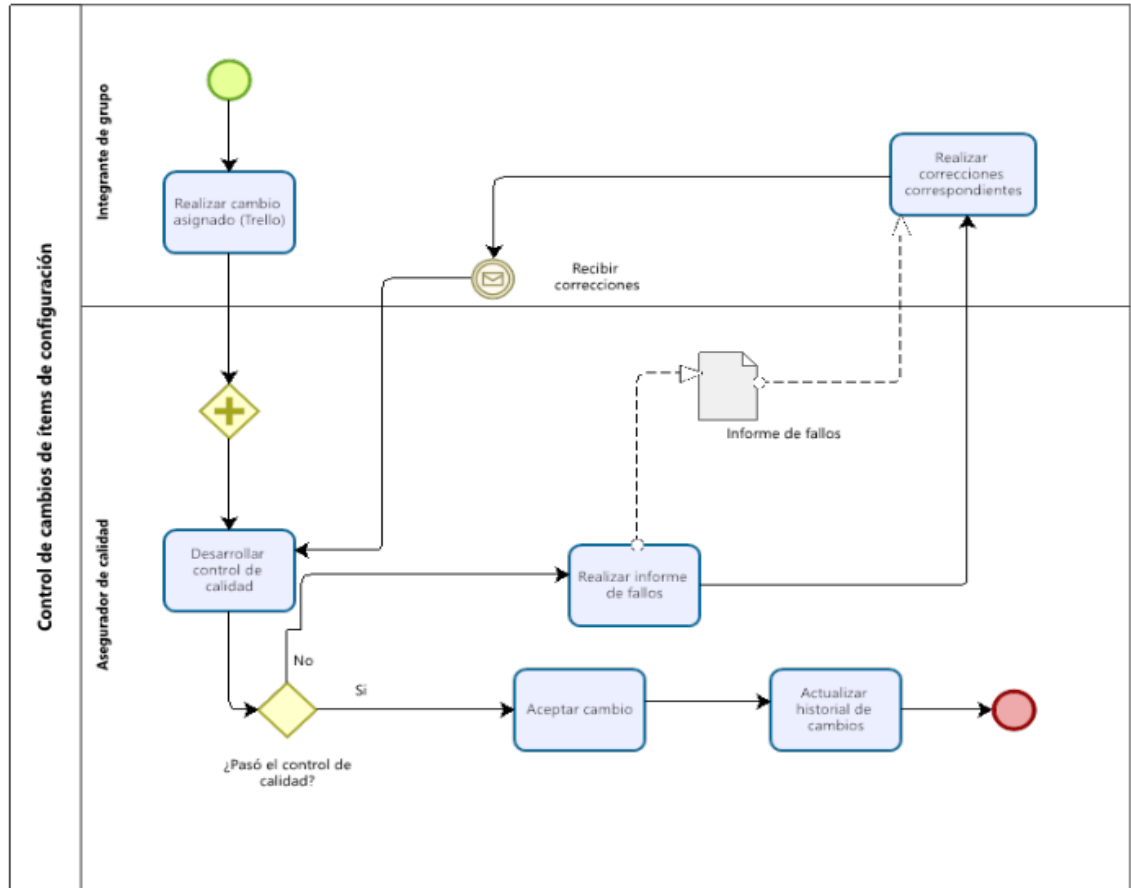 Control de cambios de ítems de configuración
Integrante de grupo
Realizar cambio
asignado (Trello)
Realizar
correcciones
correspondientes
Recibir
correcciones
Asegurador de calidad
Informe de fallos
Desarrollar
control de
calidad
Realizar informe
de fallos
No
Si
Aceptar cambio
Actualizar
historial de
cambios
¿Pasó el control de
calidad?